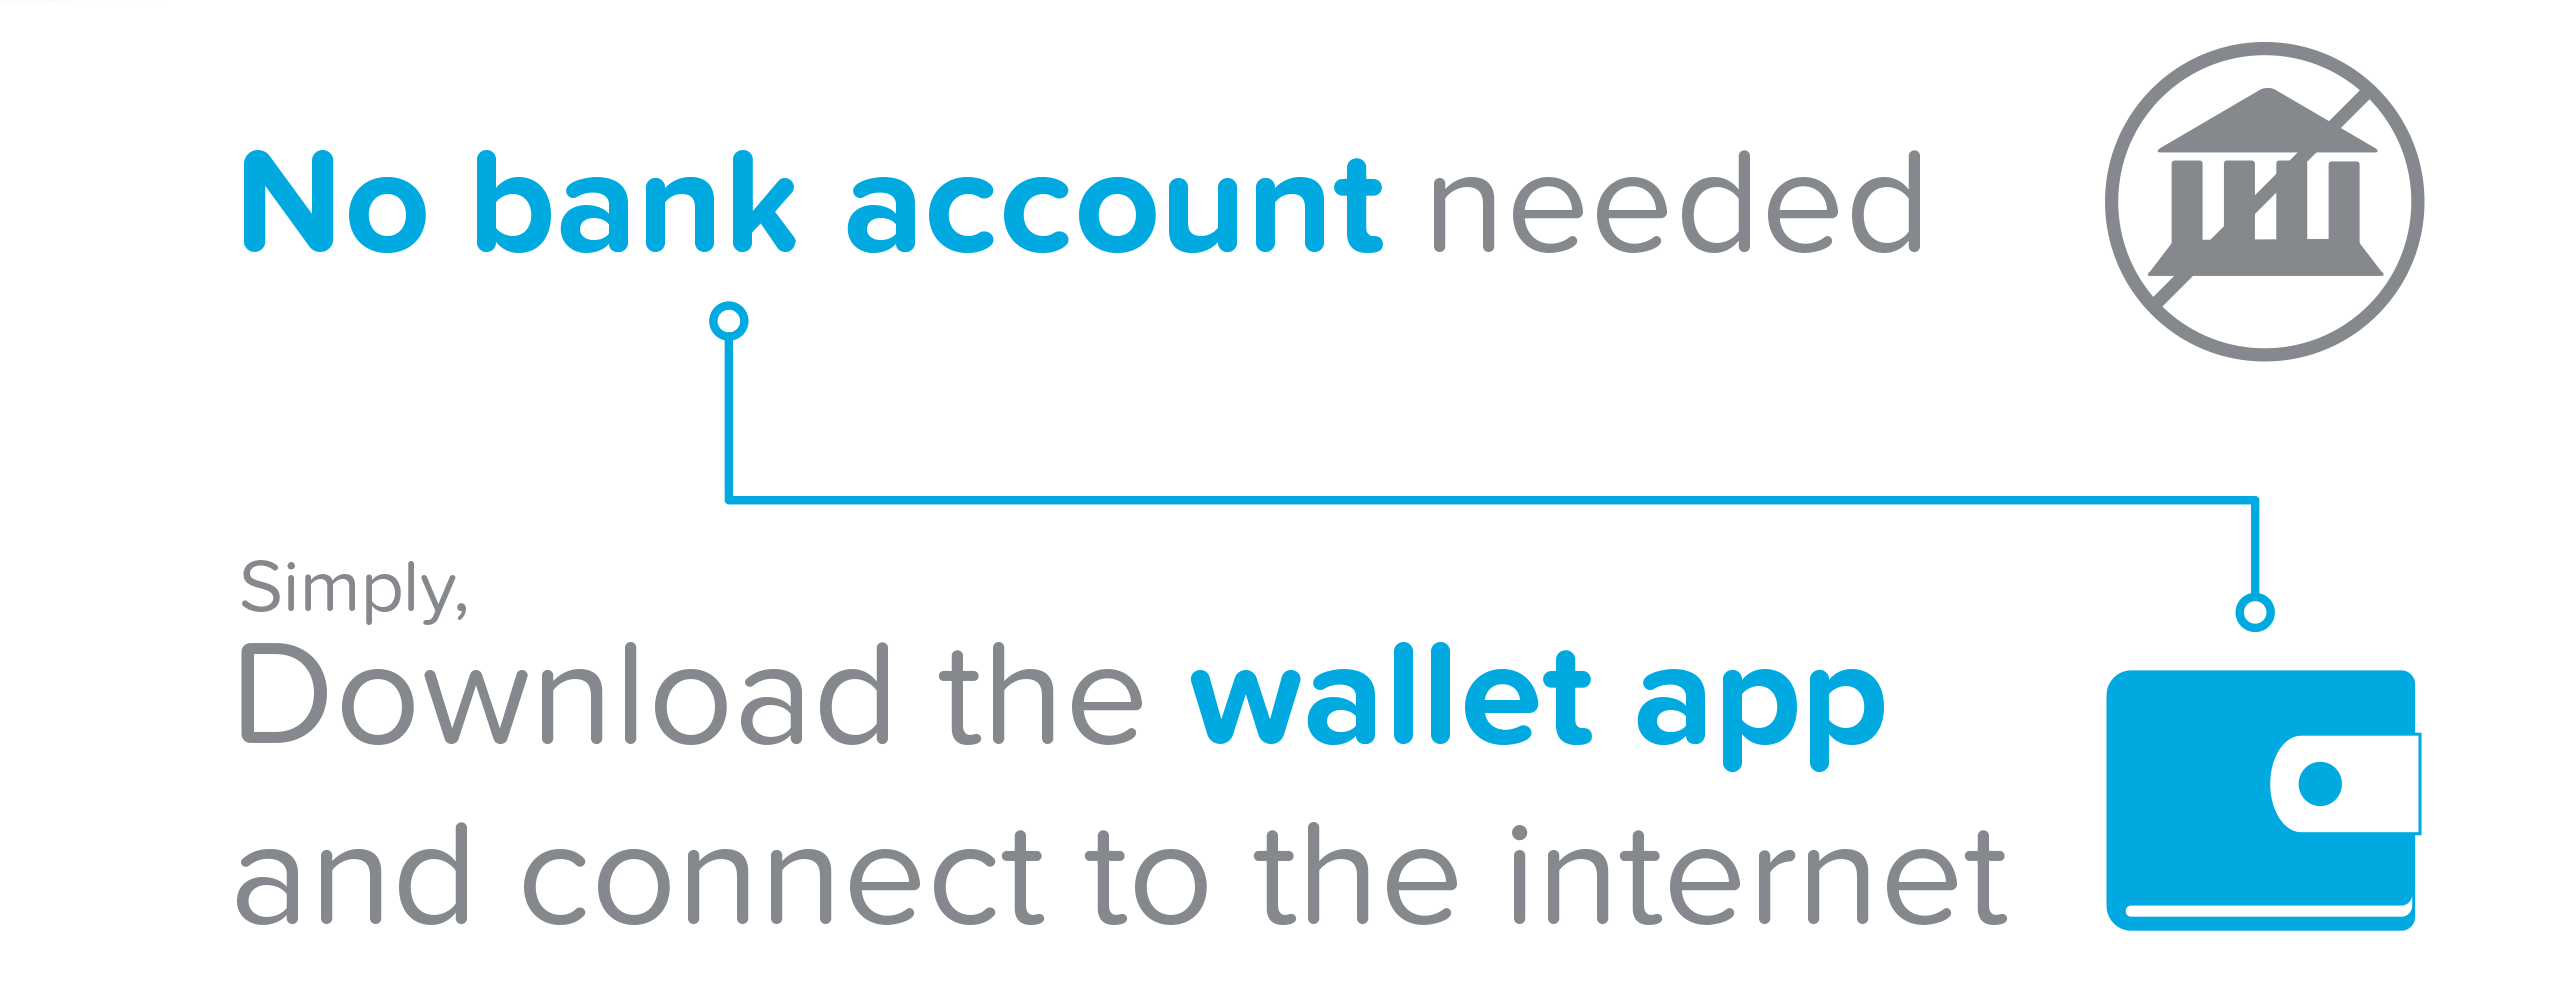 No bank account needed
Simply,
Download the wallet app
and connect to the internet